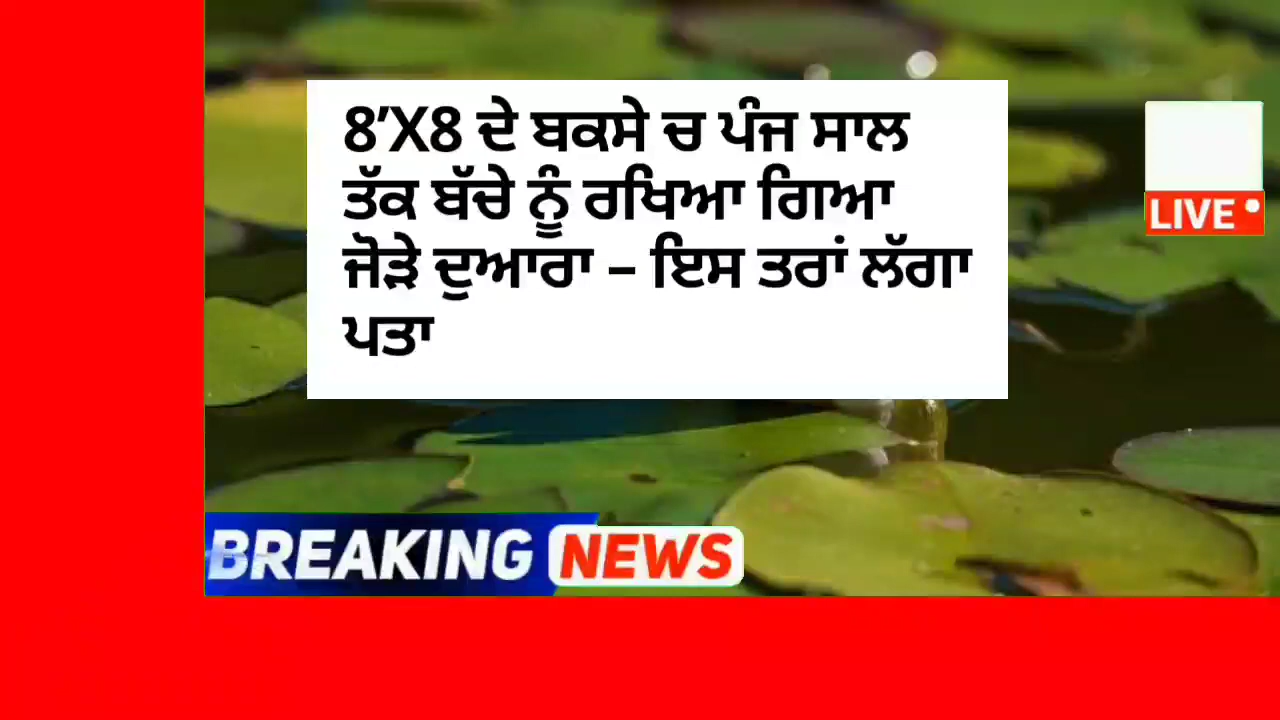 8’X8 ਦੇ ਬਕਸੇ ਚ ਪੰਜ ਸਾਲ
ਤੱਕ ਬੱਚੇ ਨੂੰ ਰਖਿਆ ਗਿਆ
ਜੋੜੇ ਦੁਆਰਾ – ਇਸ ਤਰਾਂ ਲੱਗਾ
ਪਤਾ
LIVE
BREAKING NEWS